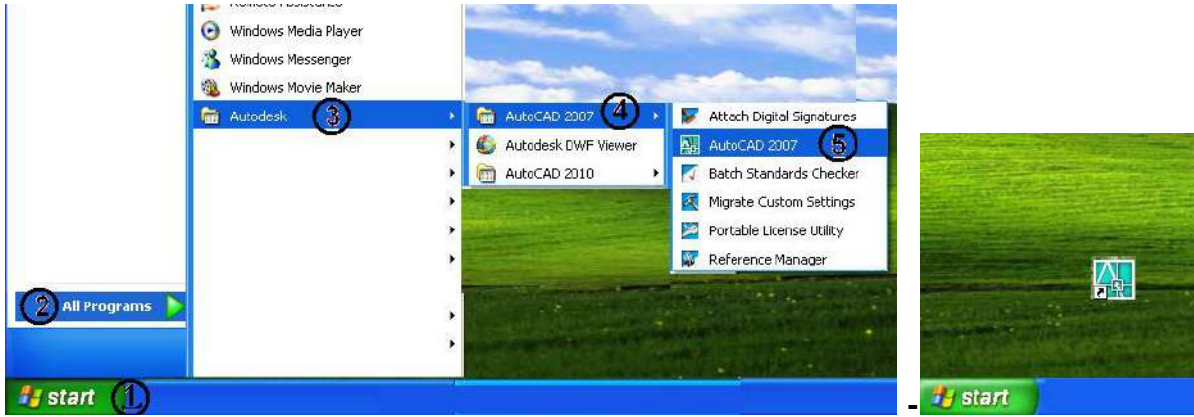 Remote Assistance
Windows Media Player
Windows Messenger
Windows Movie Maker
Autodesk 3
AutoCAD 2007 4
Autodesk DWF Viewer
AutoCAD 2010
Attach Digital Signatures
AutoCAD 2007 5
Batch Standards Checker
Migrate Custom Settings
Portable License Utility
Reference Manager
2 All Programs
start 1
-
start